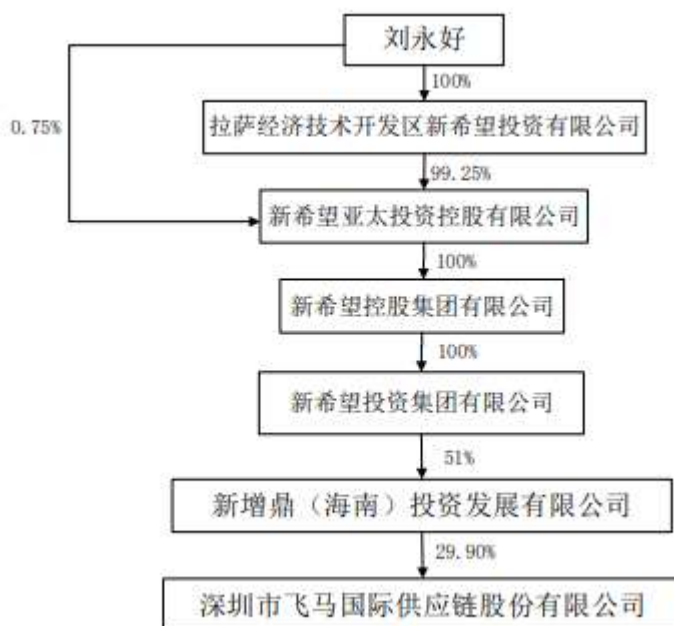 刘永好
100%
0.75%
拉萨经济技术开发区新希望投资有限公司
99.25%
新希望亚太投资控股有限公司
100%
新希望控股集团有限公司
100%
新希望投资集团有限公司
51%
新增鼎（海南）投资发展有限公司
29.90%
深圳市飞马国际供应链股份有限公司